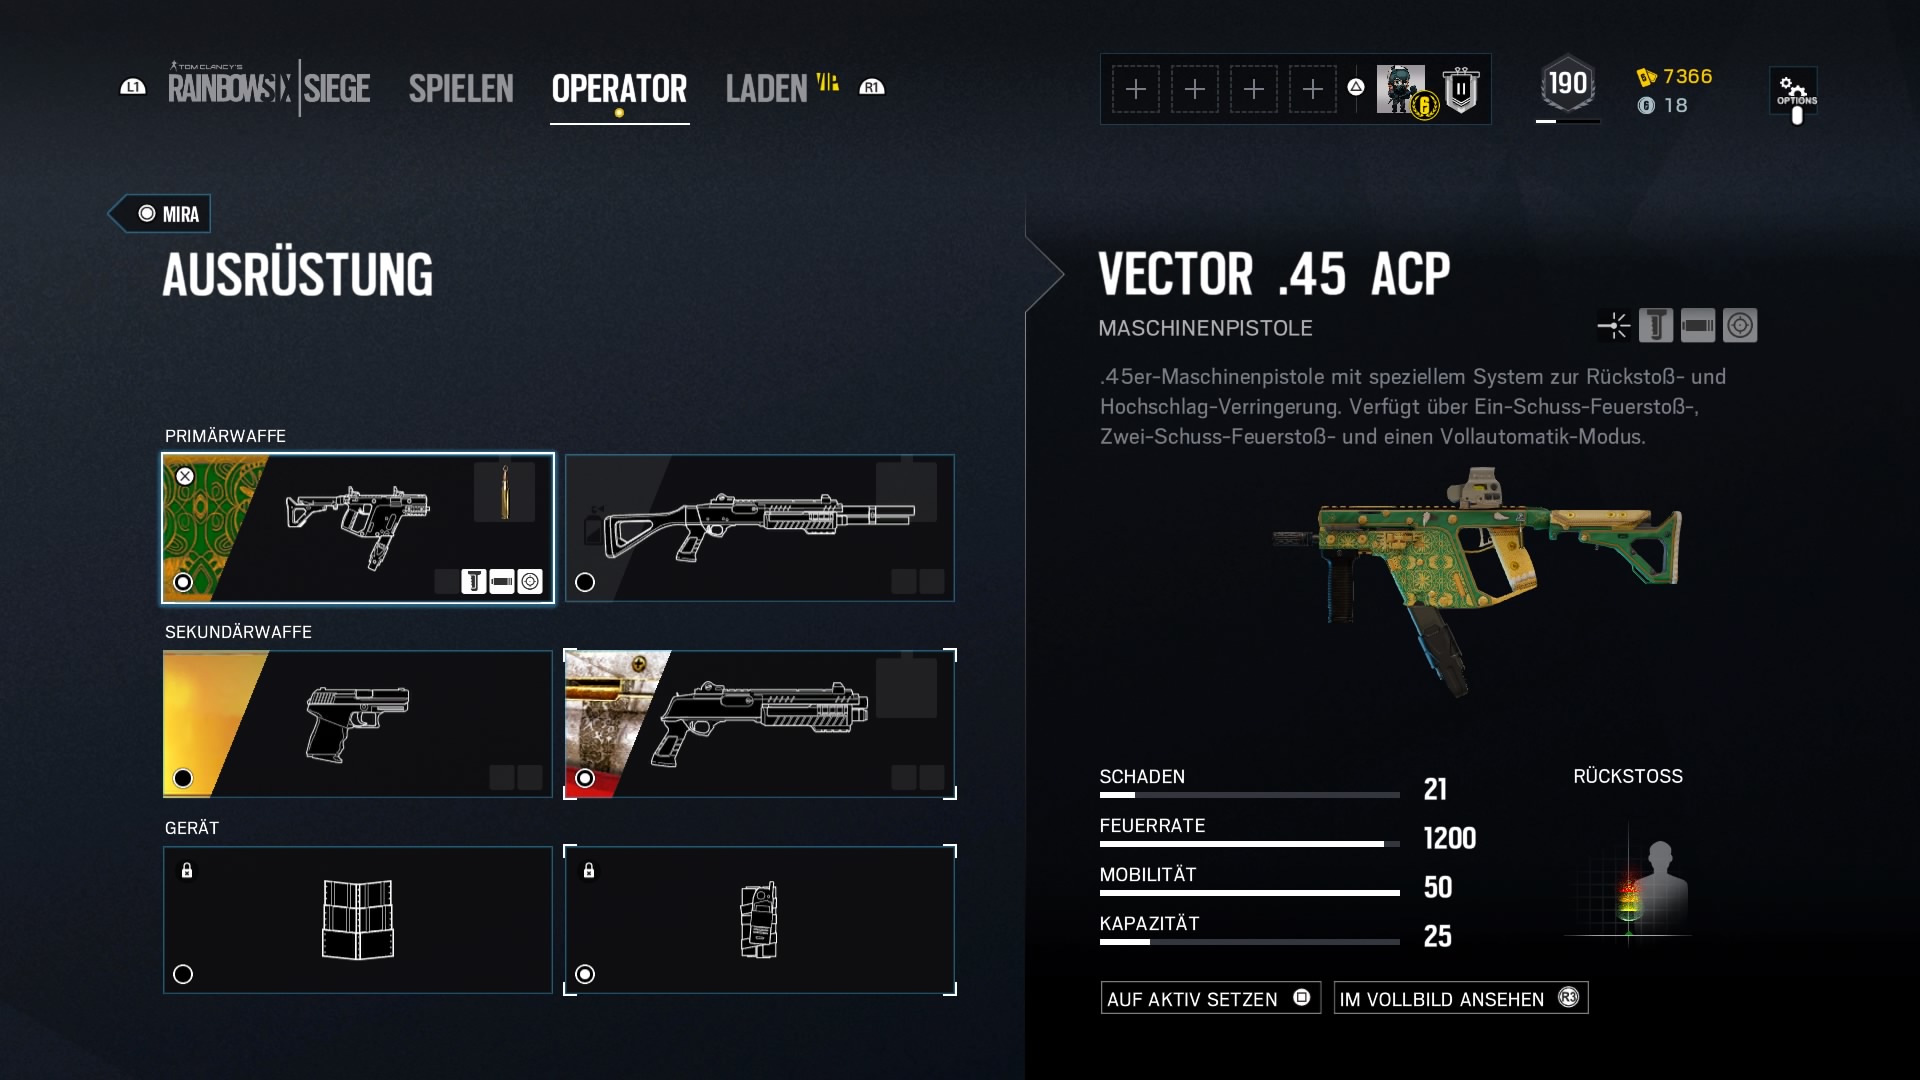 L1
TOM CLANCY'S
RAINBOWSIX | SIEGE
SPIELEN
OPERATOR
LADEN
R1
II
190
7366
18
OPTIONS
MIRA
AUSRÜSTUNG
PRIMÄRWAFFE
SEKUNDÄRWAFFE
GERÄT
VECTOR .45 ACP
MASCHINENPISTOLE
.45er-Maschinenpistole mit speziellem System zur Rückstoß- und
Hochschlag-Verringerung. Verfügt über Ein-Schuss-Feuerstoß-,
Zwei-Schuss-Feuerstoß- und einen Vollautomatik-Modus.
SCHADEN 21
FEUERRATE 1200
MOBILITÄT 50
KAPAZITÄT 25
RÜCKSTOSS
AUF AKTIV SETZEN
IM VOLLBILD ANSEHEN R3